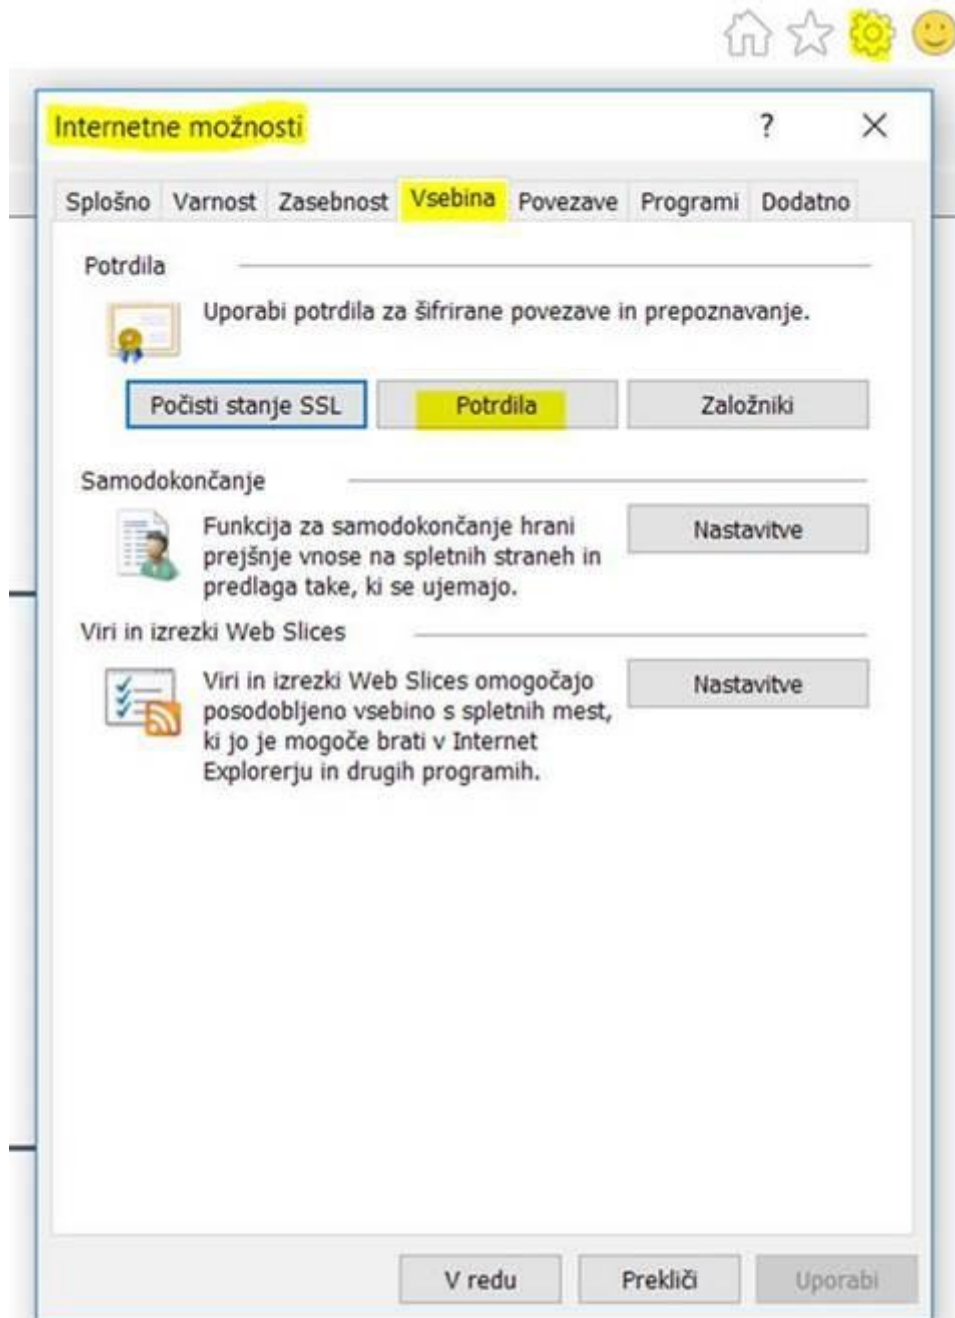 Internetne možnosti
?
Splošno Varnost Zasebnost Vsebina Povezave Programi Dodatno
Potrdila
Uporabi potrdila za šifrirane povezave in prepoznavanje.
Počisti stanje SSL Potrdila Založniki
Samodokončanje
Funkcija za samodokončanje hrani
prejšnje vnose na spletnih straneh in
predlaga take, ki se ujemajo.
Nastavitve
Viri in izrezki Web Slices
Viri in izrezki Web Slices omogočajo
posodobljeno vsebino s spletnih mest,
ki jo je mogoče brati v Internet
Explorerju in drugih programih.
Nastavitve
V redu Prekliči Uporabi